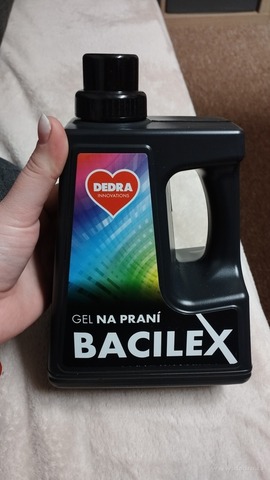 DEDRA
INNOVATIONS
GEL NA PRANÍ
BACILEX